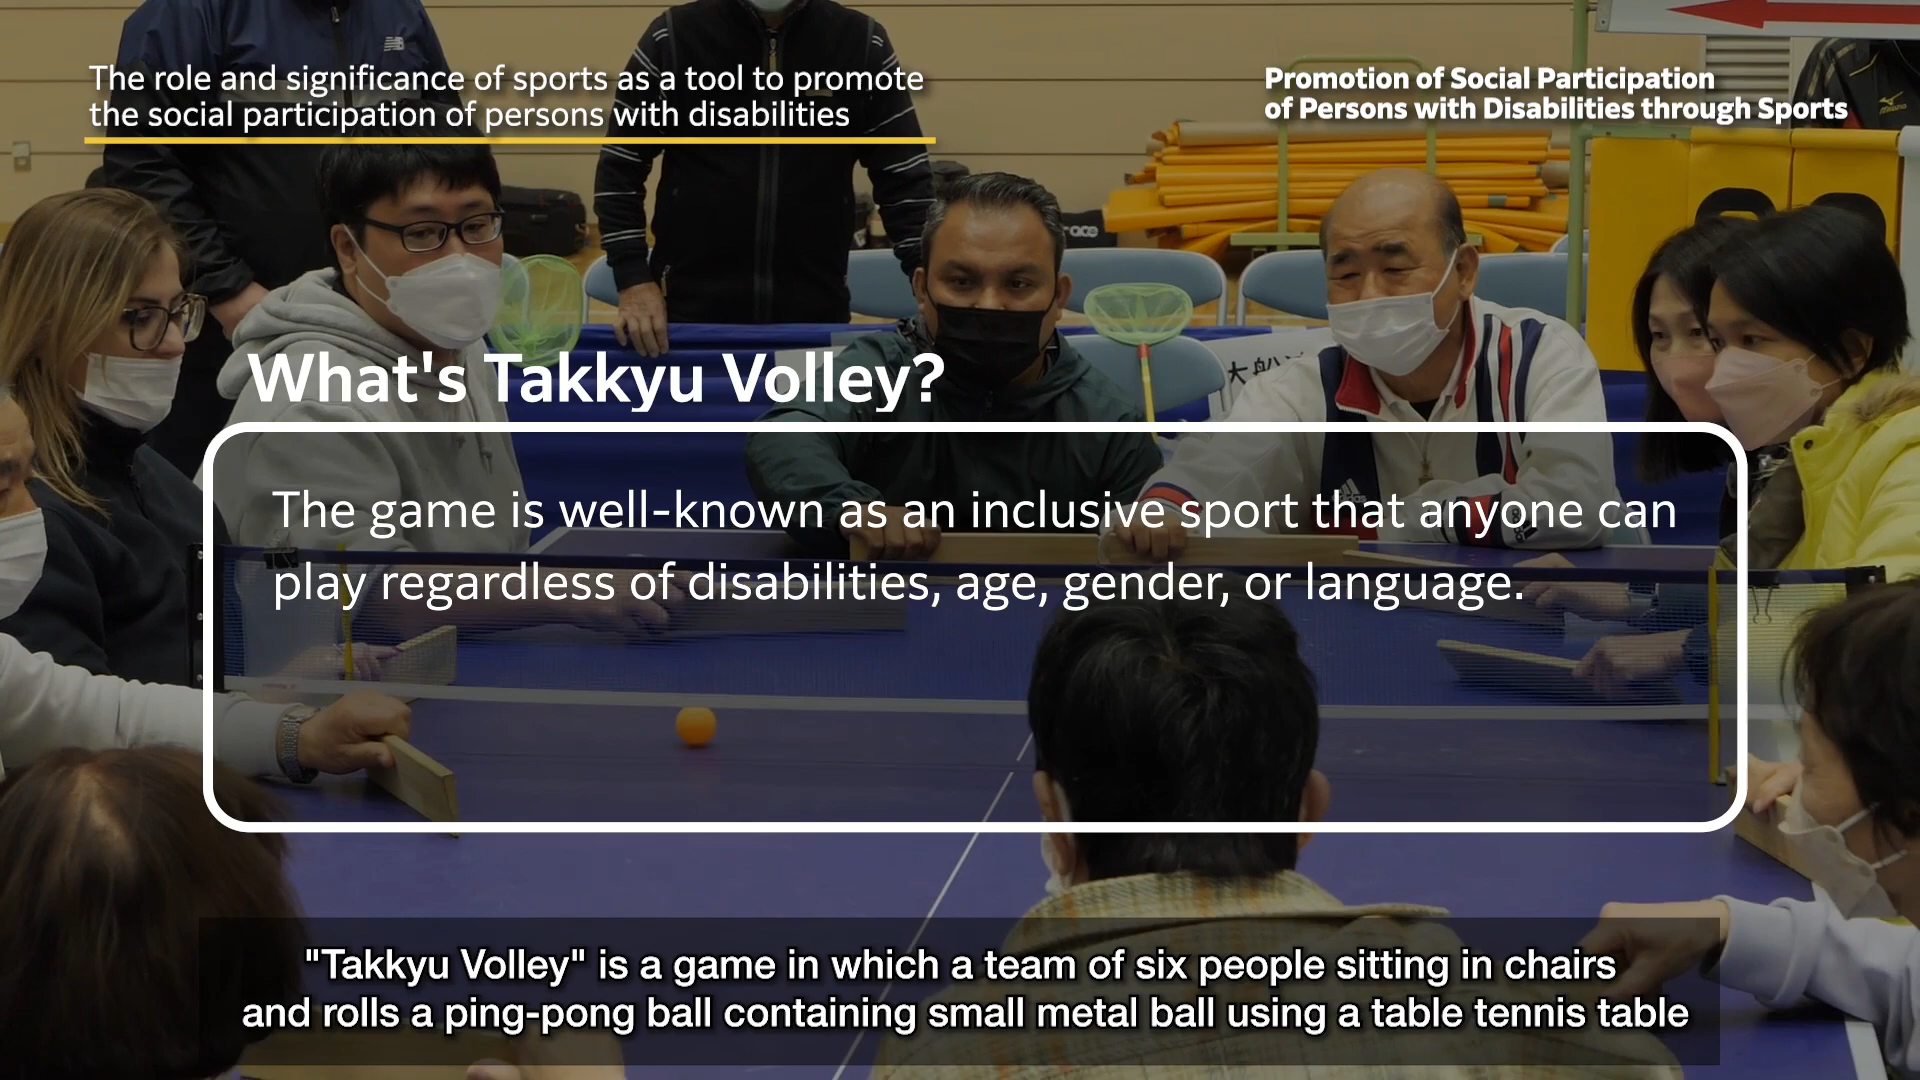 The role and significance of sports as a tool to promote
the social participation of persons with disabilities
Promotion of Social Participation
of Persons with Disabilities through Sports
What's Takkyu Volley?
The game is well-known as an inclusive sport that anyone can
play regardless of disabilities, age, gender, or language.
"Takkyu Volley" is a game in which a team of six people sitting in chairs
and rolls a ping-pong ball containing small metal ball using a table tennis table